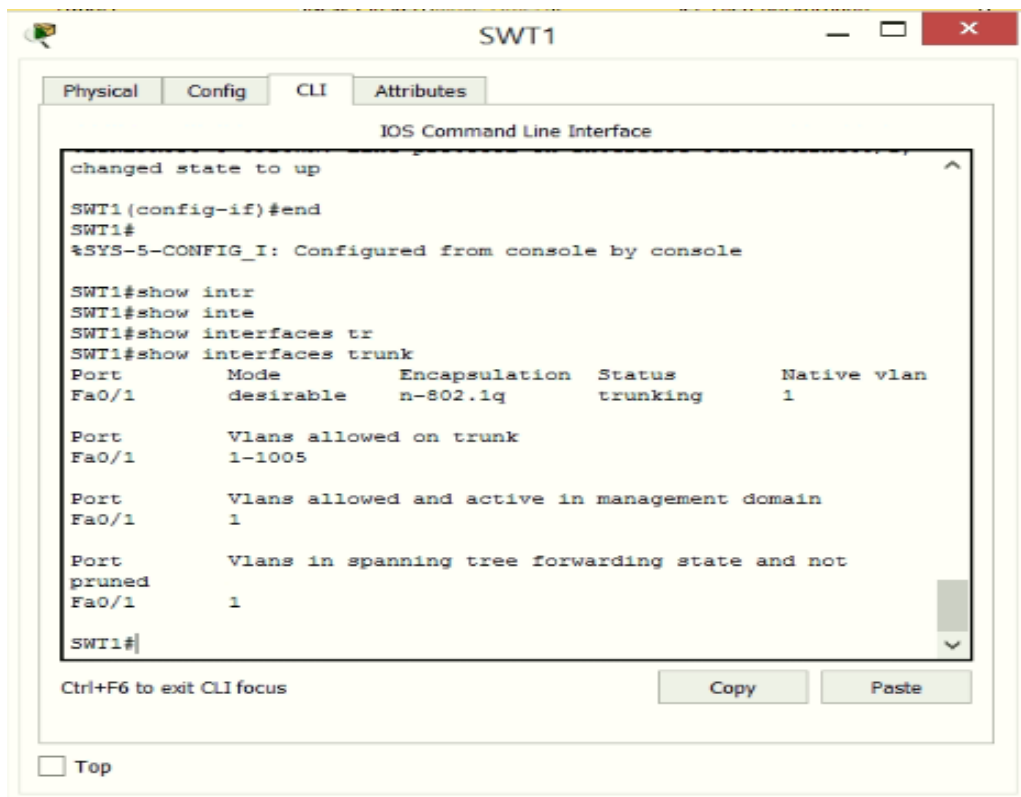 SWT1
Physical Config CLI Attributes
IOS Command Line Interface
changed state to up
SWT1(config-if)#end
SWT1#
%SYS-5-CONFIG_I: Configured from console by console
SWT1#show intr
SWT1#show inte
SWT1#show interfaces tr
SWT1#show interfaces trunk
Port Mode Encapsulation Status Native vlan
Fa0/1 desirable n-802.1q trunking 1
Port Vlans allowed on trunk
Fa0/1 1-1005
Port Vlans allowed and active in management domain
Fa0/1 1
Port Vlans in spanning tree forwarding state and not
pruned
Fa0/1 1
SWT1#
Ctrl+F6 to exit CLI focus
Copy Paste
Top